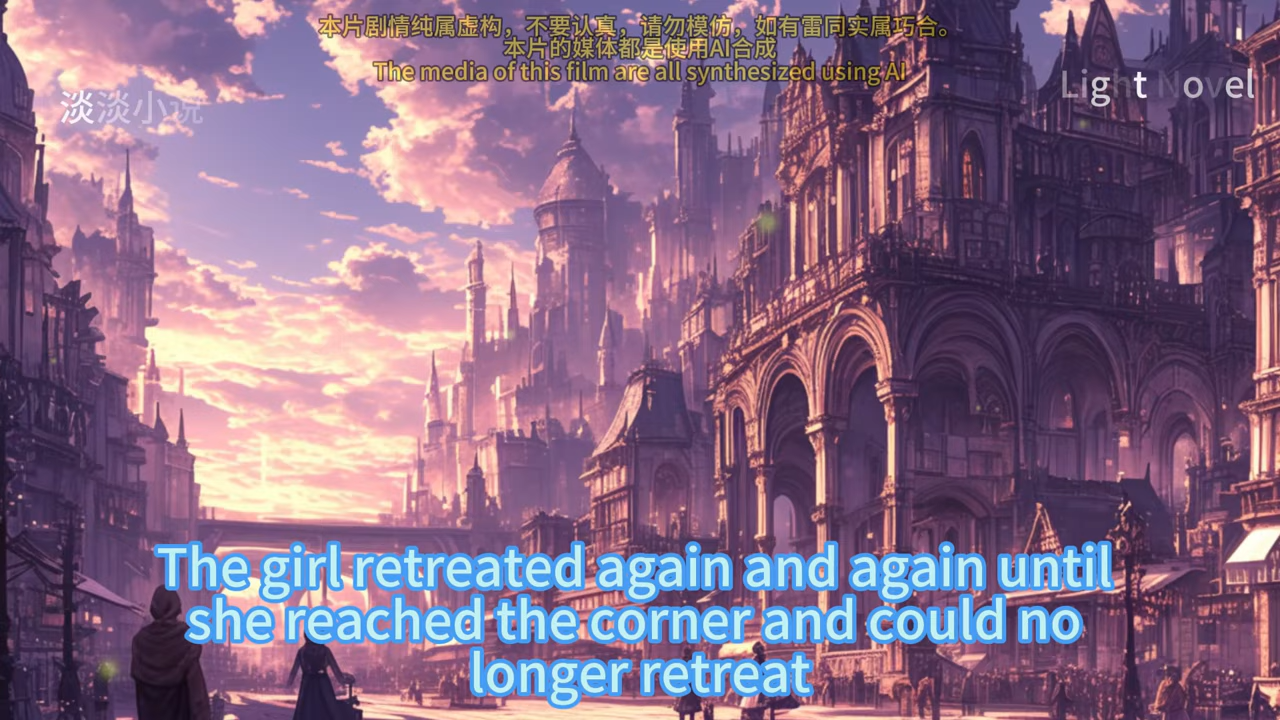 本片剧情纯属虚构，不要认真，请勿模仿，如有雷同实属巧合。
本片的媒体都是使用AI合成
The media of this film are all synthesized using AI
淡淡小说
Light Novel
The girl retreated again and again until
she reached the corner and could no
longer retreat